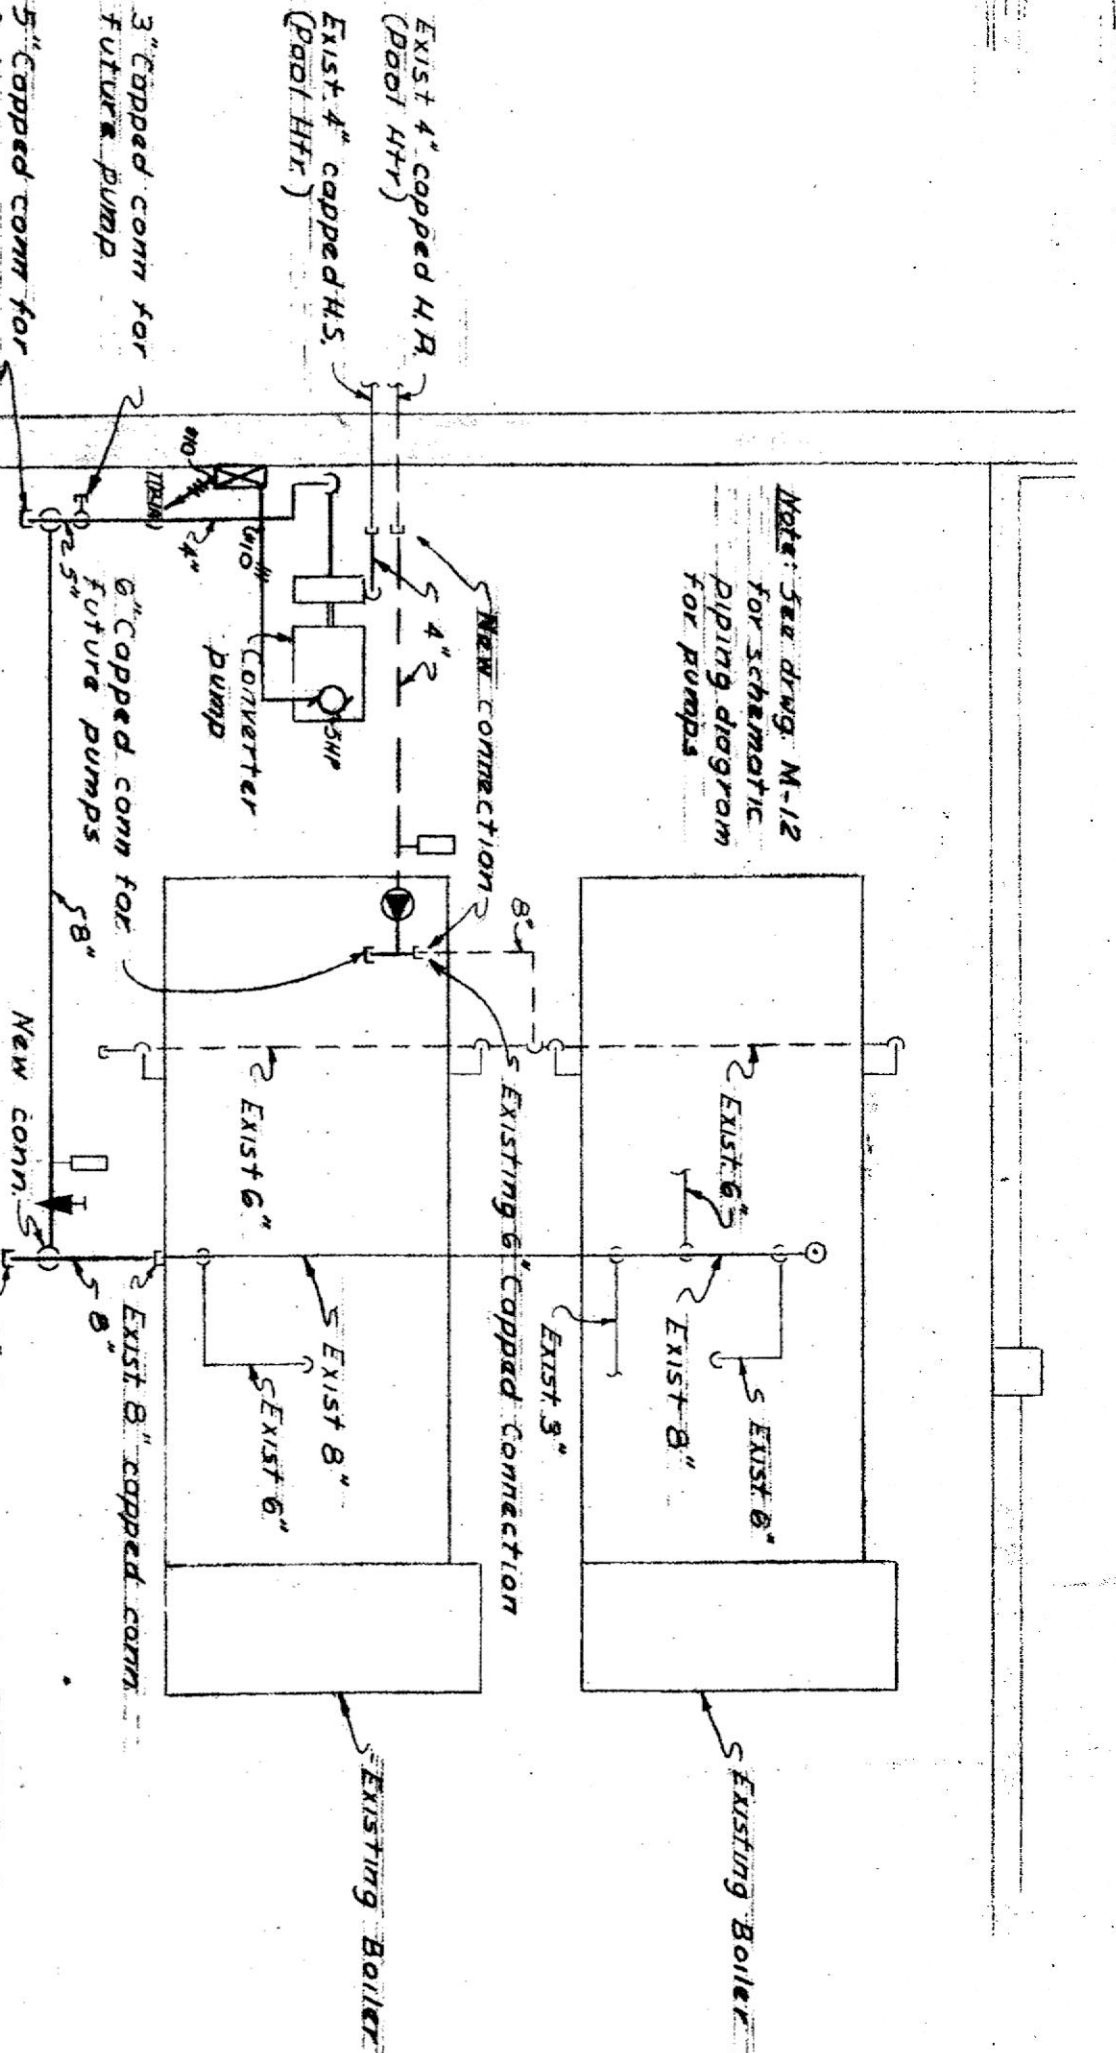 Note: See drwg. M-12
for schematic
piping diagram
for pumps
Exist 4" capped H.R.
(Pool Htr)
Exist. 4" capped H.S.
(Pool Htr.)
3" Capped conn for
future pump
5" Capped conn for
New connection
4"
8"
#10
#10
4"
5"
5HP
Converter
pump
6" Capped conn for
future pumps
8"
Exist 6"
Exist 6"
Existing 6" Capped Connection
Exist 3"
Exist 8"
Exist 6"
Exist 8"
Exist 6"
New conn.
8"
Exist 8" capped conn
Existing Boiler
Existing Boiler